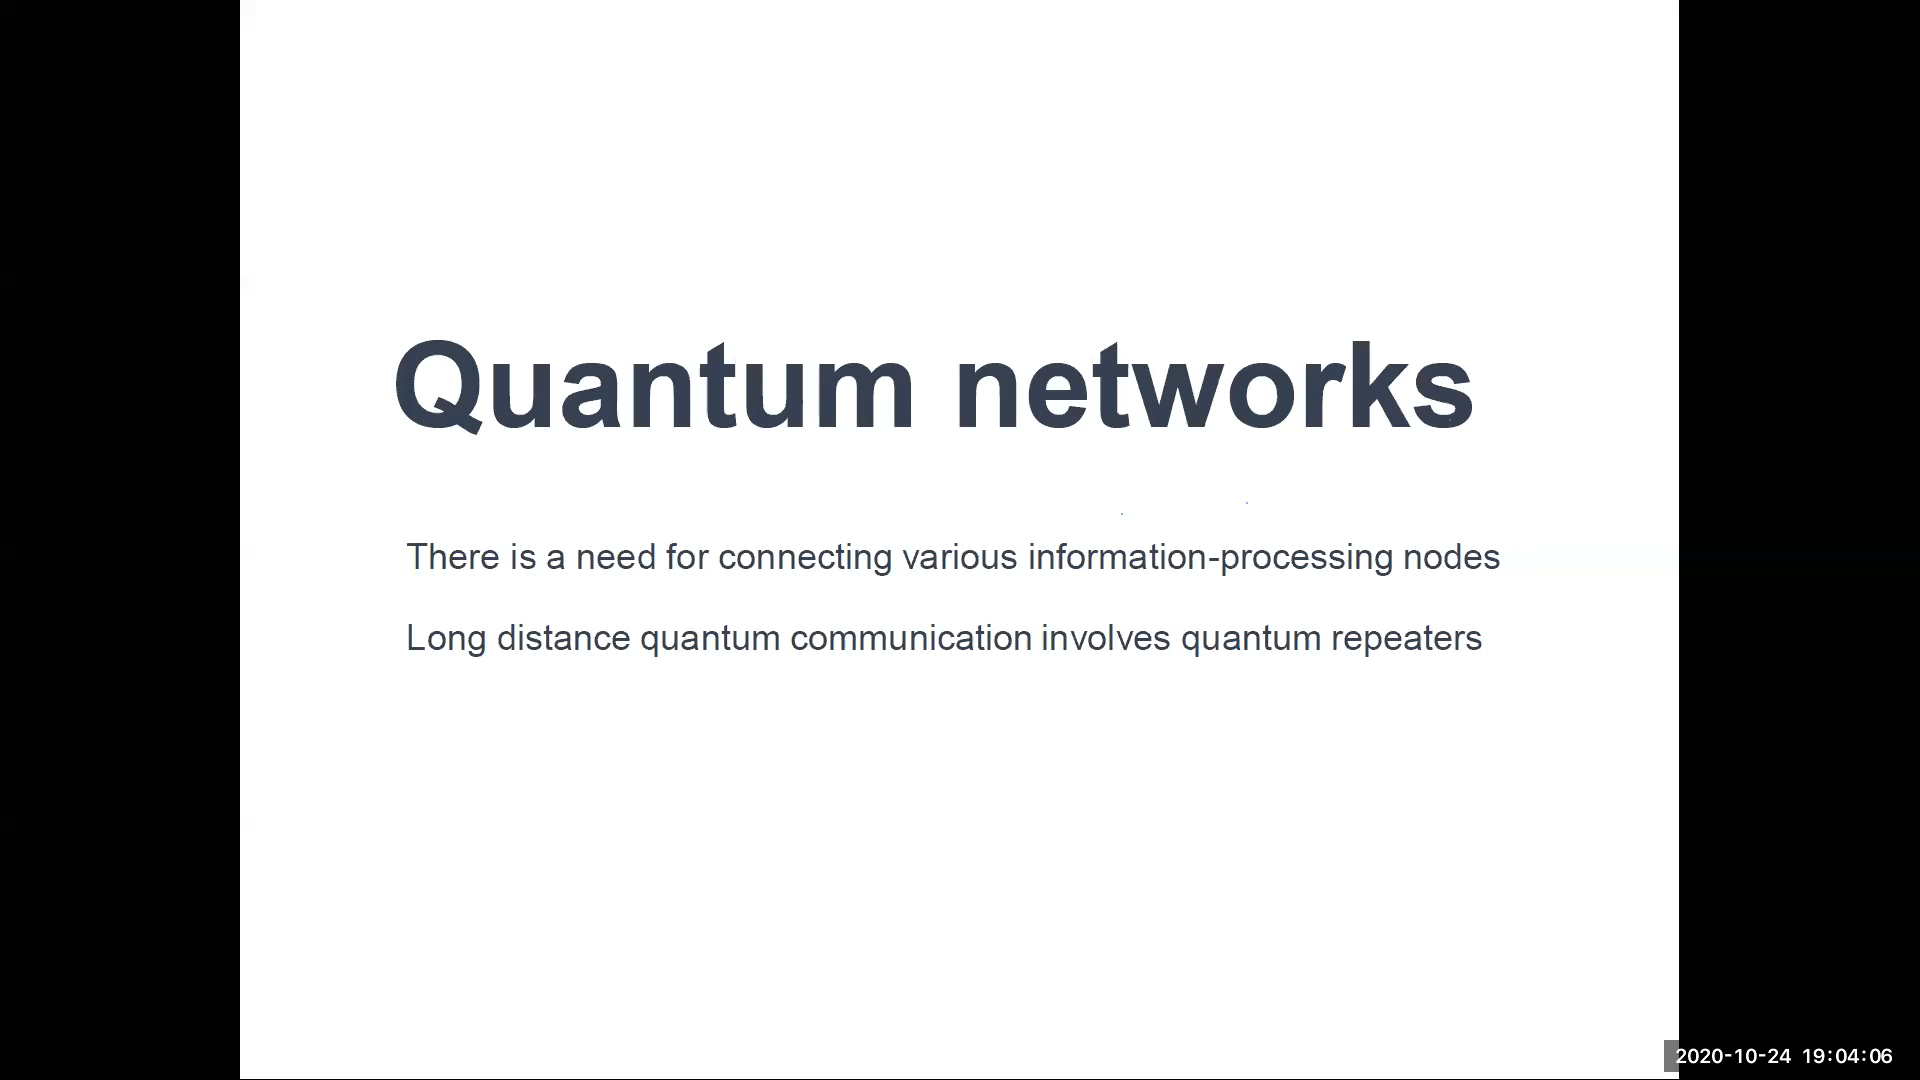 Quantum networks
There is a need for connecting various information-processing nodes
Long distance quantum communication involves quantum repeaters
2020-10-24 19:04:06